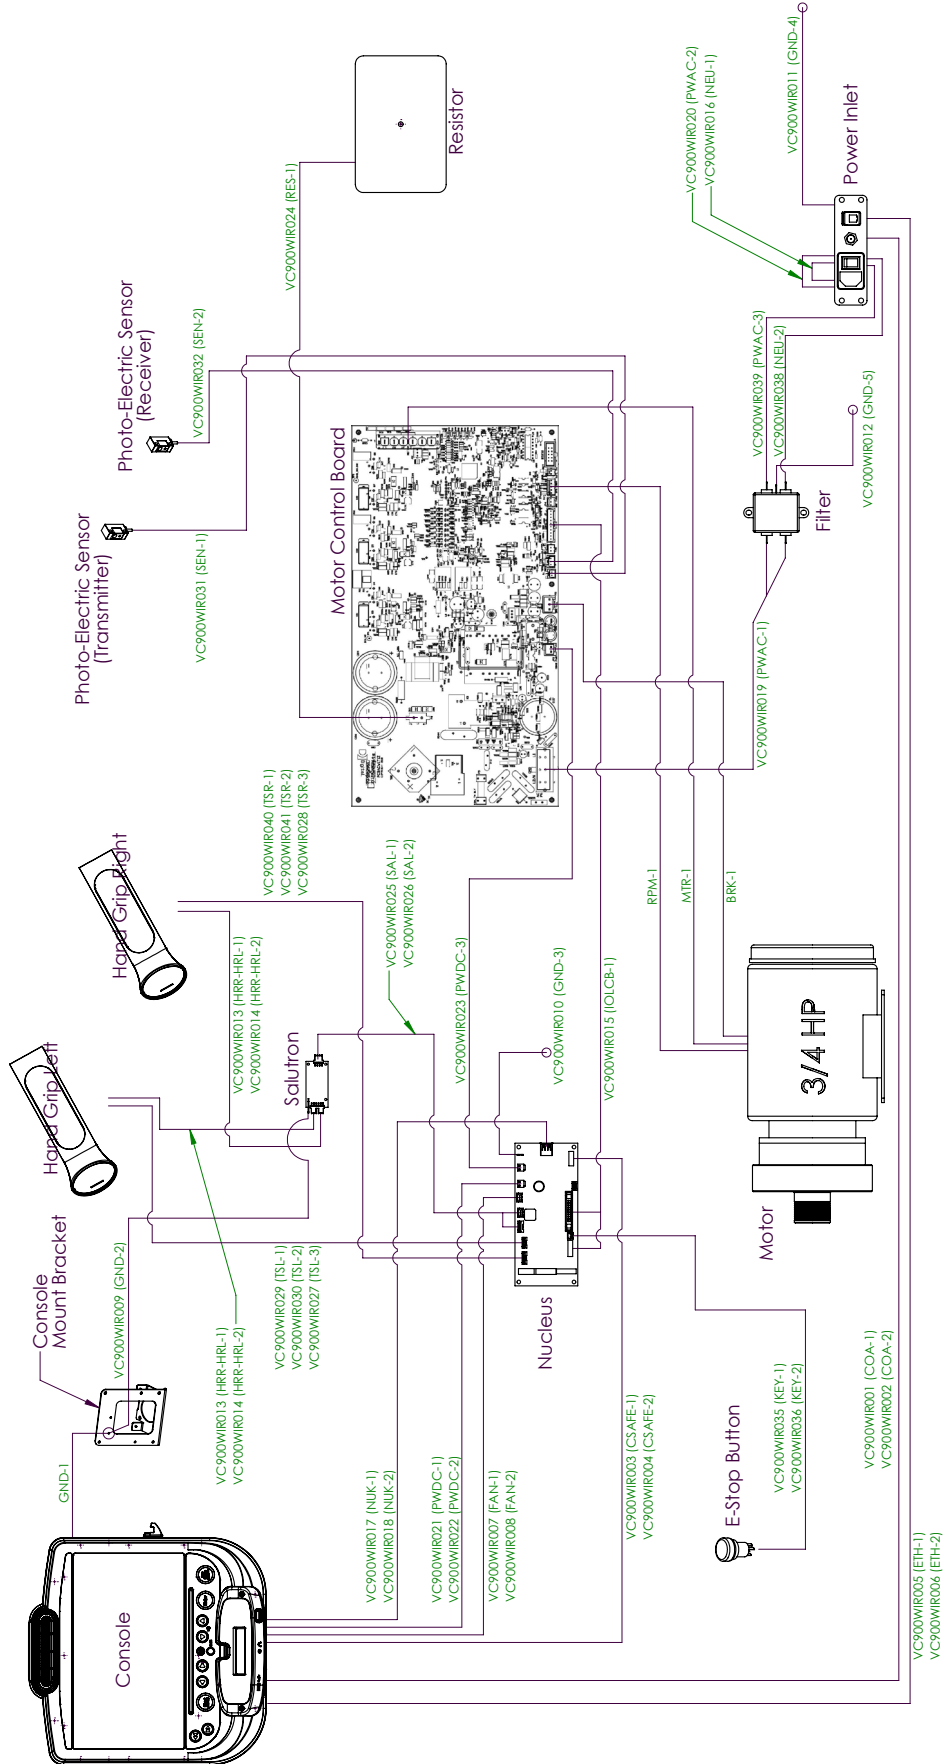 Console
GND-1
Console
Mount Bracket
VC900WIR009 (GND-2)
VC900WIR013 (HRR-HRL-1)
VC900WIR014 (HRR-HRL-2)
Hand Grip Left
Hand Grip Right
VC900WIR013 (HRR-HRL-1)
VC900WIR014 (HRR-HRL-2)
Salutron
VC900WIR029 (TSL-1)
VC900WIR030 (TSL-2)
VC900WIR027 (TSL-3)
VC900WIR040 (TSR-1)
VC900WIR041 (TSR-2)
VC900WIR028 (TSR-3)
VC900WIR025 (SAL-1)
VC900WIR026 (SAL-2)
VC900WIR017 (NUK-1)
VC900WIR018 (NUK-2)
VC900WIR021 (PWDC-1)
VC900WIR022 (PWDC-2)
VC900WIR007 (FAN-1)
VC900WIR008 (FAN-2)
VC900WIR023 (PWDC-3)
VC900WIR010 (GND-3)
VC900WIR015 (IOLCB-1)
Nucleus
VC900WIR003 (CSAFE-1)
VC900WIR004 (CSAFE-2)
Photo-Electric Sensor
(Transmitter)
VC900WIR031 (SEN-1)
Photo-Electric Sensor
(Receiver)
VC900WIR032 (SEN-2)
VC900WIR024 (RES-1)
Resistor
Motor Control Board
RPM-1
MTR-1
BRK-1
3/4 HP
Motor
E-Stop Button
VC900WIR035 (KEY-1)
VC900WIR036 (KEY-2)
VC900WIR019 (PWAC-1)
Filter
VC900WIR039 (PWAC-3)
VC900WIR038 (NEU-2)
VC900WIR012 (GND-5)
VC900WIR020 (PWAC-2)
VC900WIR016 (NEU-1)
VC900WIR011 (GND-4)
Power Inlet
VC900WIR001 (COA-1)
VC900WIR002 (COA-2)
VC900WIR005 (ETH-1)
VC900WIR006 (ETH-2)